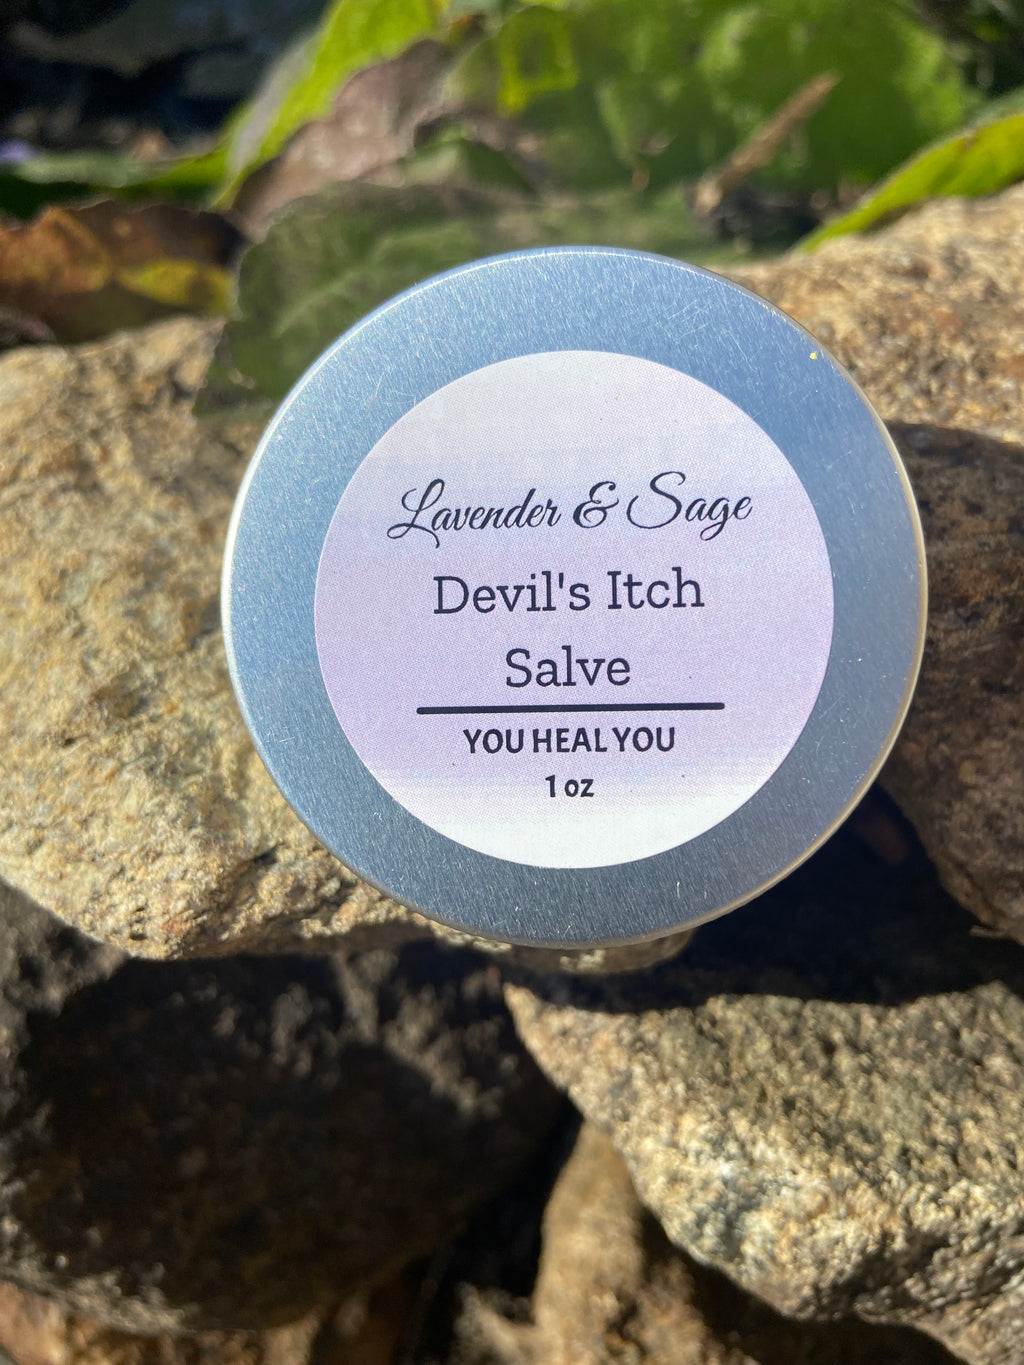 Lavender & Sage
Devil's Itch
Salve
YOU HEAL YOU
1 oz